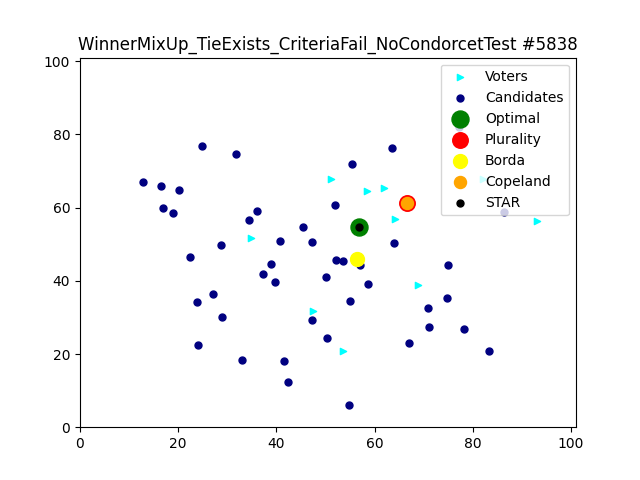 WinnerMixUp_TieExists_CriteriaFail_NoCondorcetTest #5838
100
80
60
40
20
0
0 20 40 60 80 100
Voters
Candidates
Optimal
Plurality
Borda
Copeland
STAR